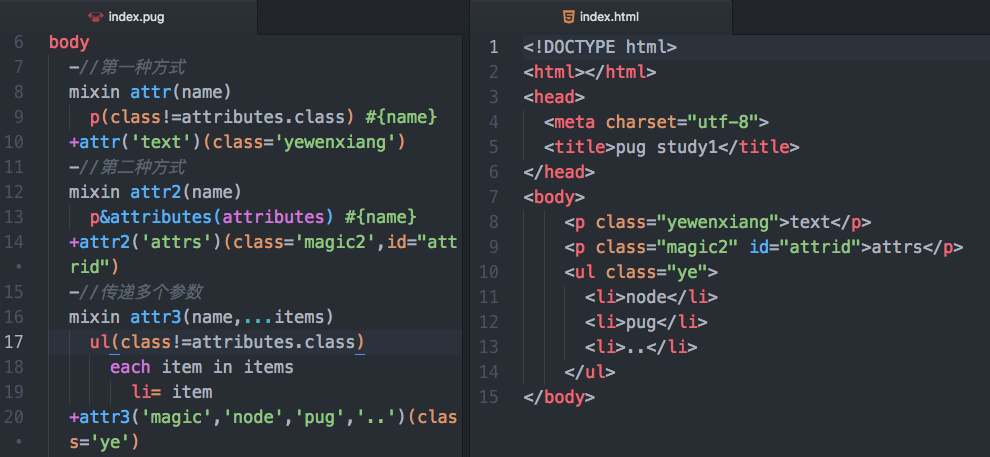 index.pug
6 body
7 -//第一种方式
8 mixin attr(name)
9 p(class!=attributes.class) #{name}
10 +attr('text')(class='yewenxiang')
11 -//第二种方式
12 mixin attr2(name)
13 p&attributes(attributes) #{name}
14 +attr2('attrs')(class='magic2',id="att
• rid")
15 -//传递多个参数
16 mixin attr3(name,...items)
17 ul(class!=attributes.class)
18 each item in items
19 li= item
20 +attr3('magic','node','pug','..')(clas
• s='ye')
index.html
1 <!DOCTYPE html>
2 <html></html>
3 <head>
4 <meta charset="utf-8">
5 <title>pug study1</title>
6 </head>
7 <body>
8 <p class="yewenxiang">text</p>
9 <p class="magic2" id="attrid">attrs</p>
10 <ul class="ye">
11 <li>node</li>
12 <li>pug</li>
13 <li>..</li>
14 </ul>
15 </body>